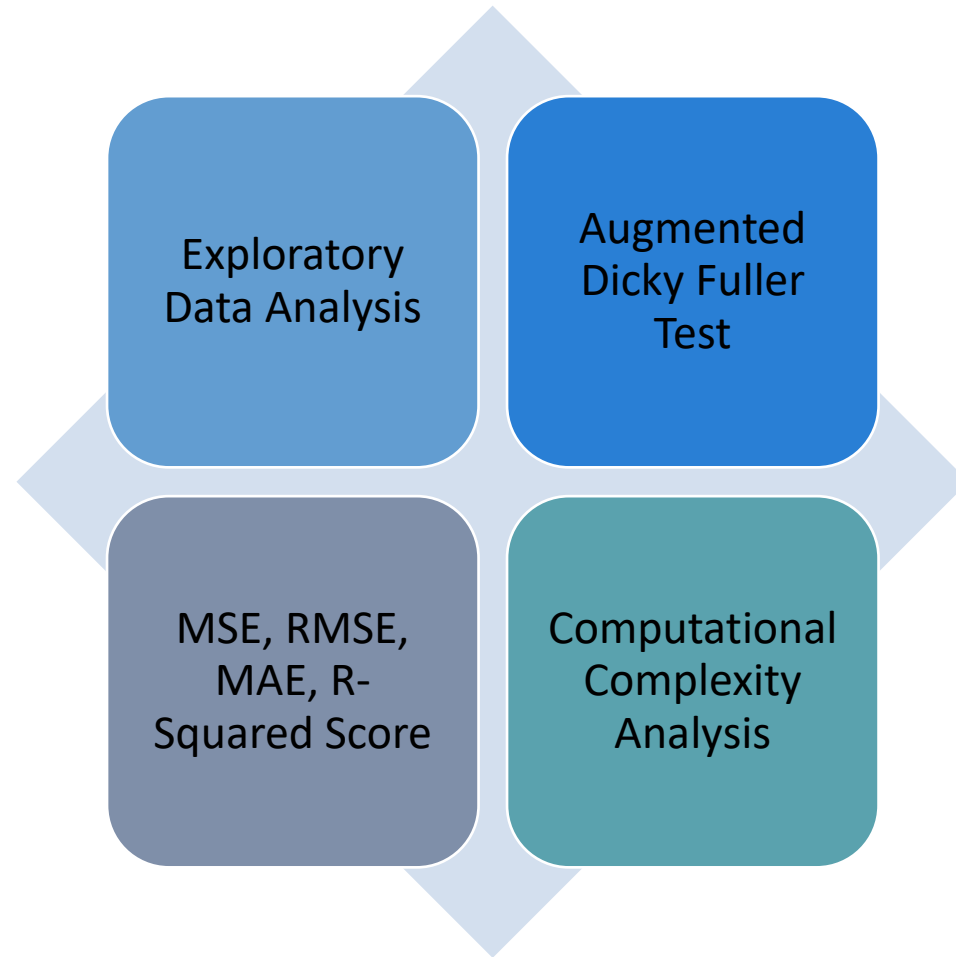 Exploratory
Data Analysis
Augmented
Dicky Fuller
Test
MSE, RMSE,
MAE, R-
Squared Score
Computational
Complexity
Analysis